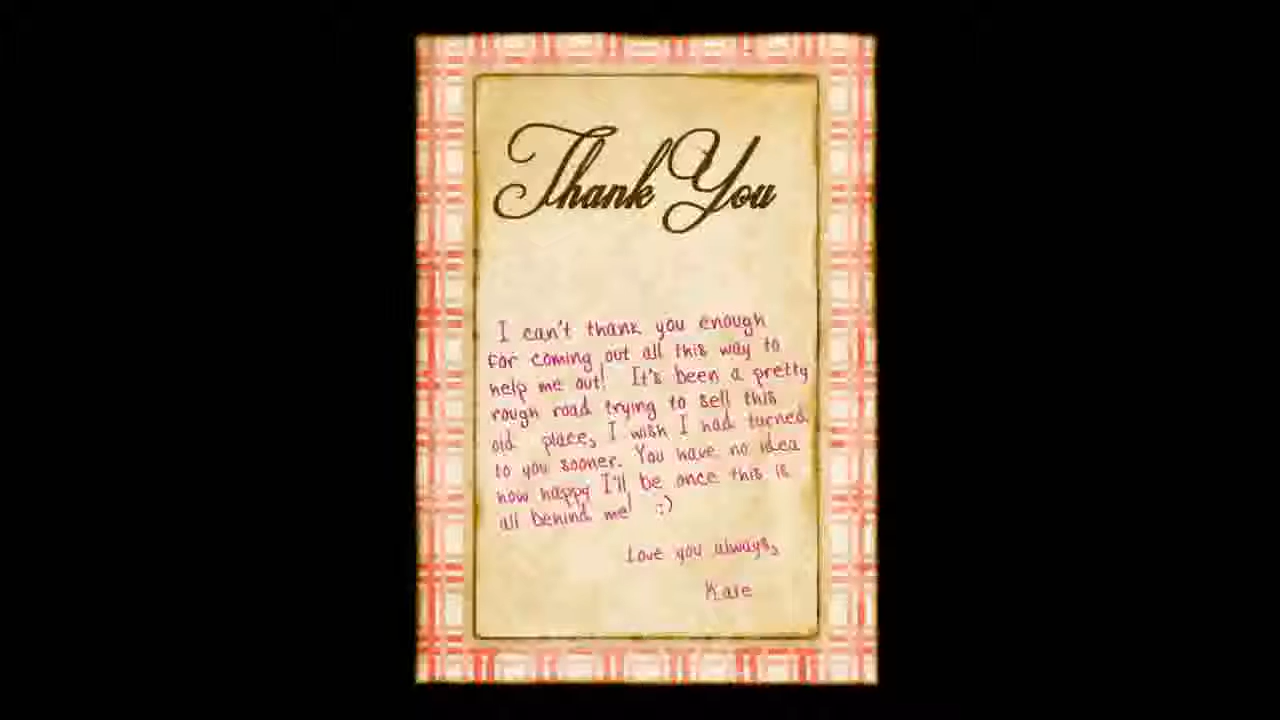 Thank You
I can't thank you enough
for coming out all this way to
help me out! It's been a pretty
rough road trying to sell this
old place, I wish I had turned
to you sooner. You have no idea
how happy I'll be once this is
all behind me! :)
Love you always,
Kate